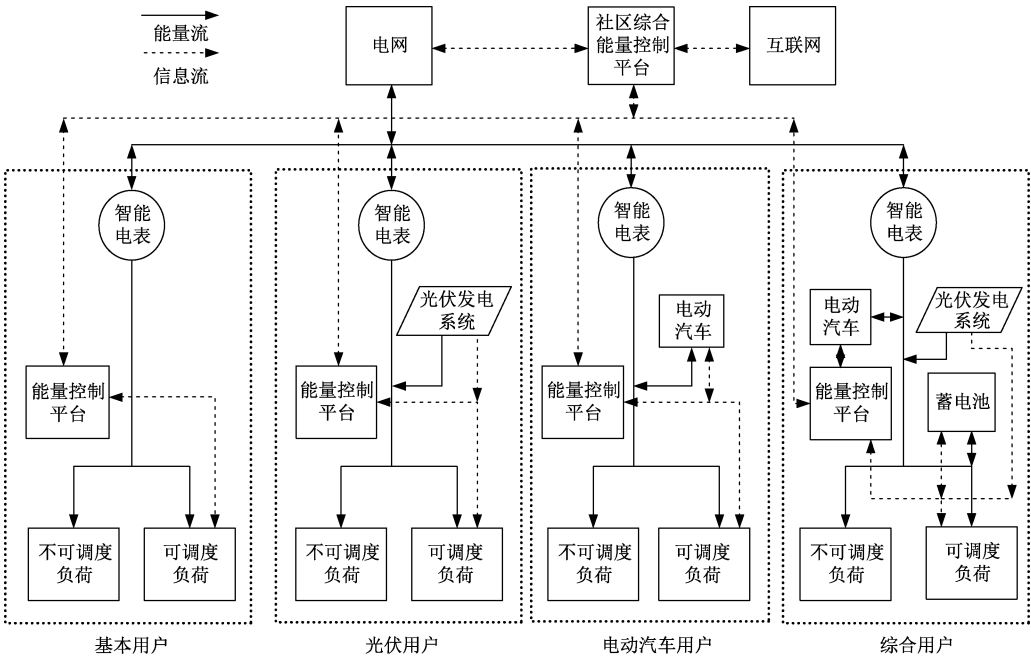 能量流
信息流
电网
社区综合
能量控制
平台
互联网
智能
电表
智能
电表
智能
电表
智能
电表
光伏发电
系统
电动
汽车
电动
汽车
光伏发电
系统
能量控制
平台
能量控制
平台
能量控制
平台
能量控制
平台
蓄电池
不可调度
负荷
可调度
负荷
不可调度
负荷
可调度
负荷
不可调度
负荷
可调度
负荷
不可调度
负荷
可调度
负荷
基本用户
光伏用户
电动汽车用户
综合用户